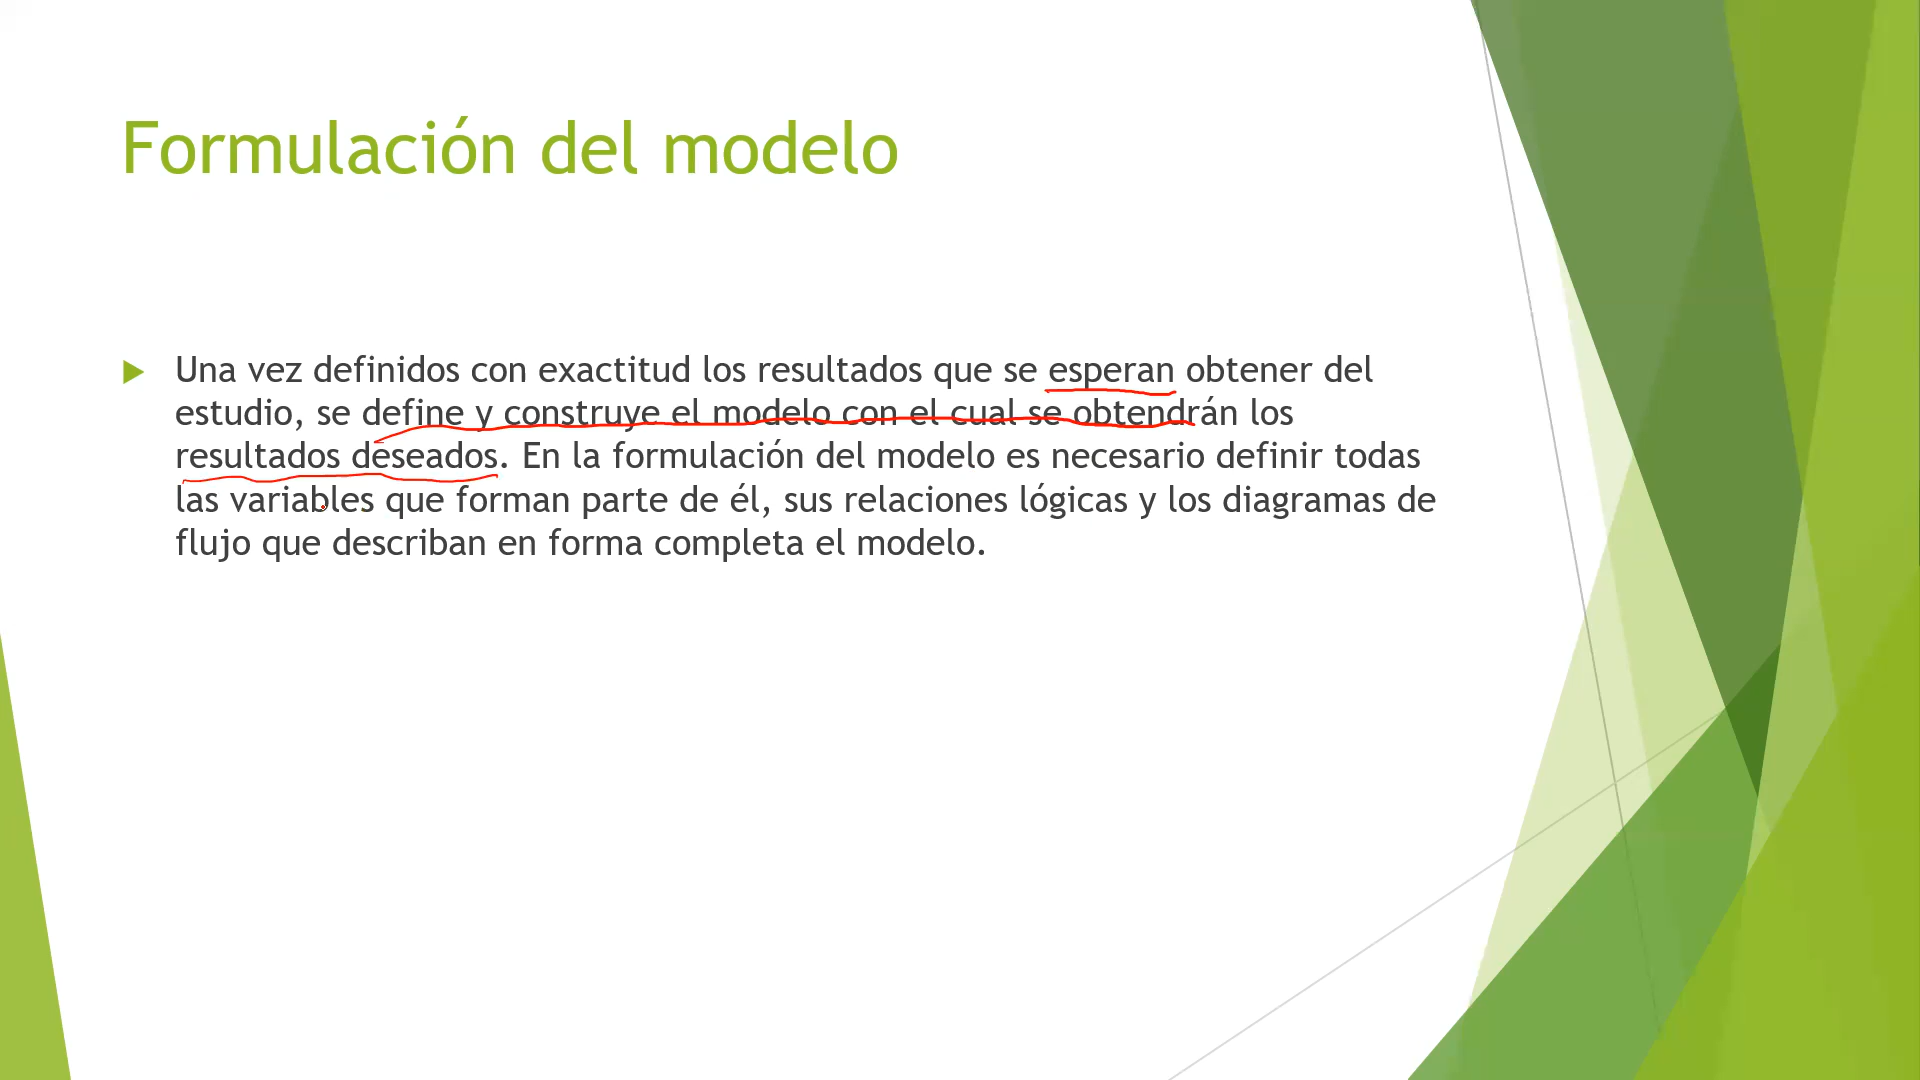 Formulación del modelo
Una vez definidos con exactitud los resultados que se esperan obtener del
estudio, se define y construye el modelo con el cual se obtendrán los
resultados deseados. En la formulación del modelo es necesario definir todas
las variables que forman parte de él, sus relaciones lógicas y los diagramas de
flujo que describan en forma completa el modelo.